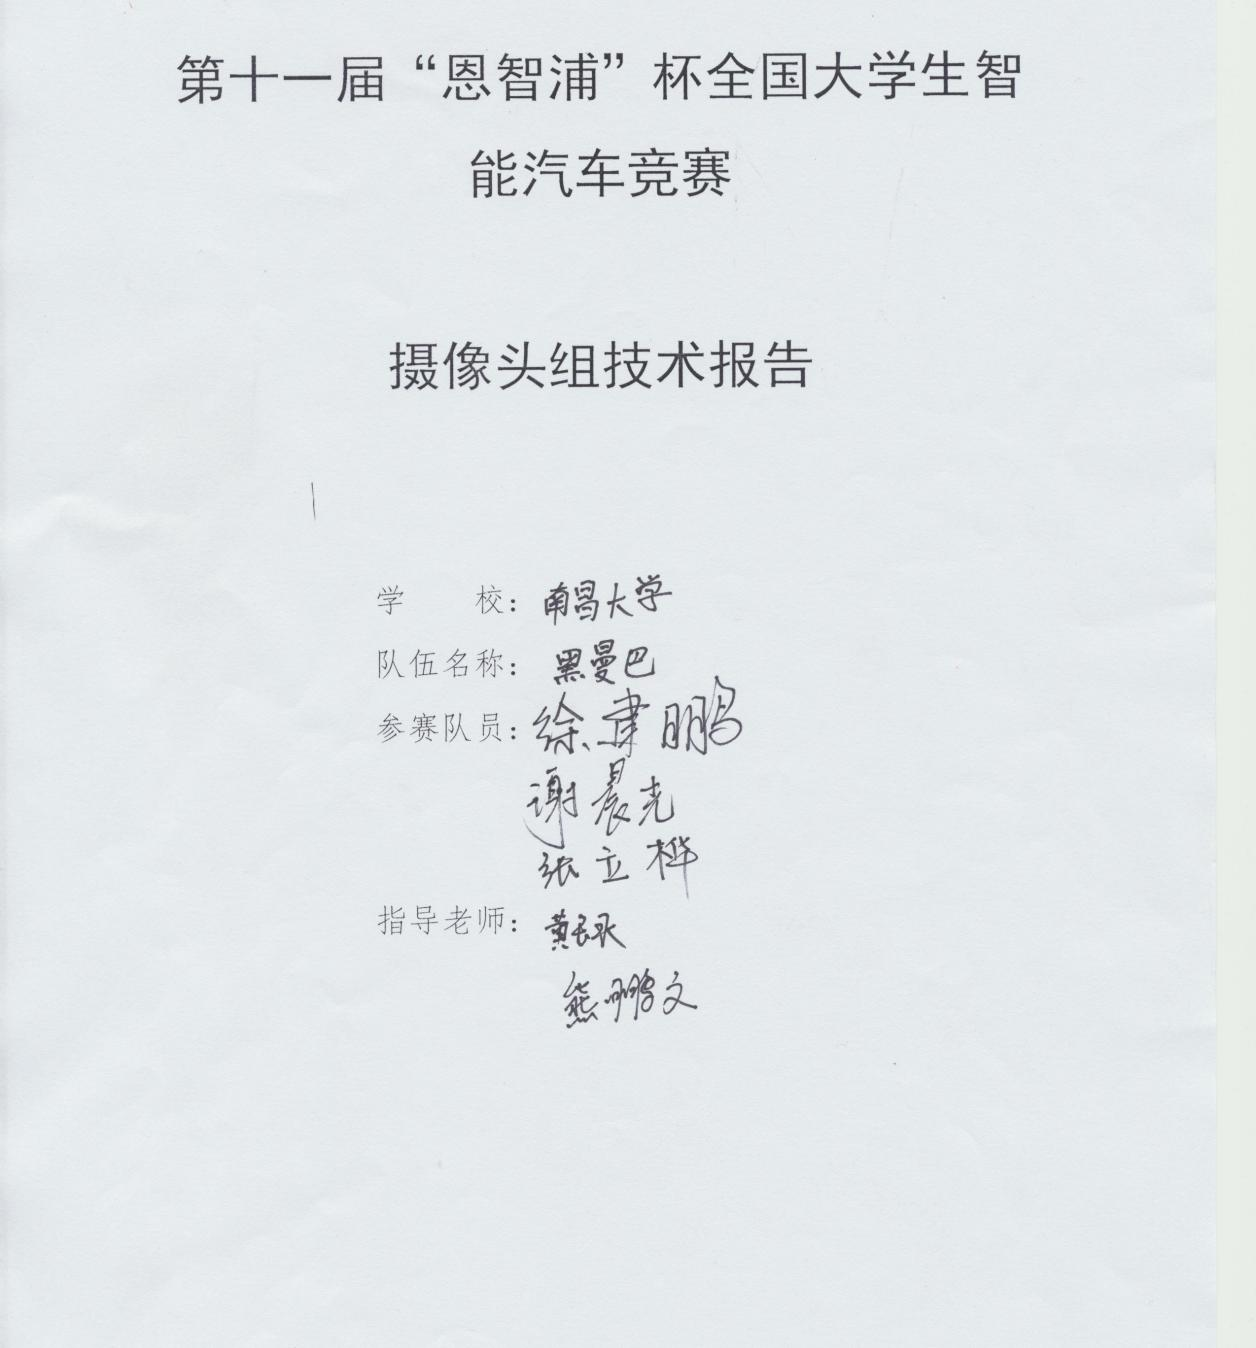 第十一届“恩智浦”杯全国大学生智
能汽车竞赛
摄像头组技术报告
学 校：南昌大学
队伍名称：黑曼巴
参赛队员：徐聿鹏
谢晨光
张立桦
指导老师：黄
熊鹏文